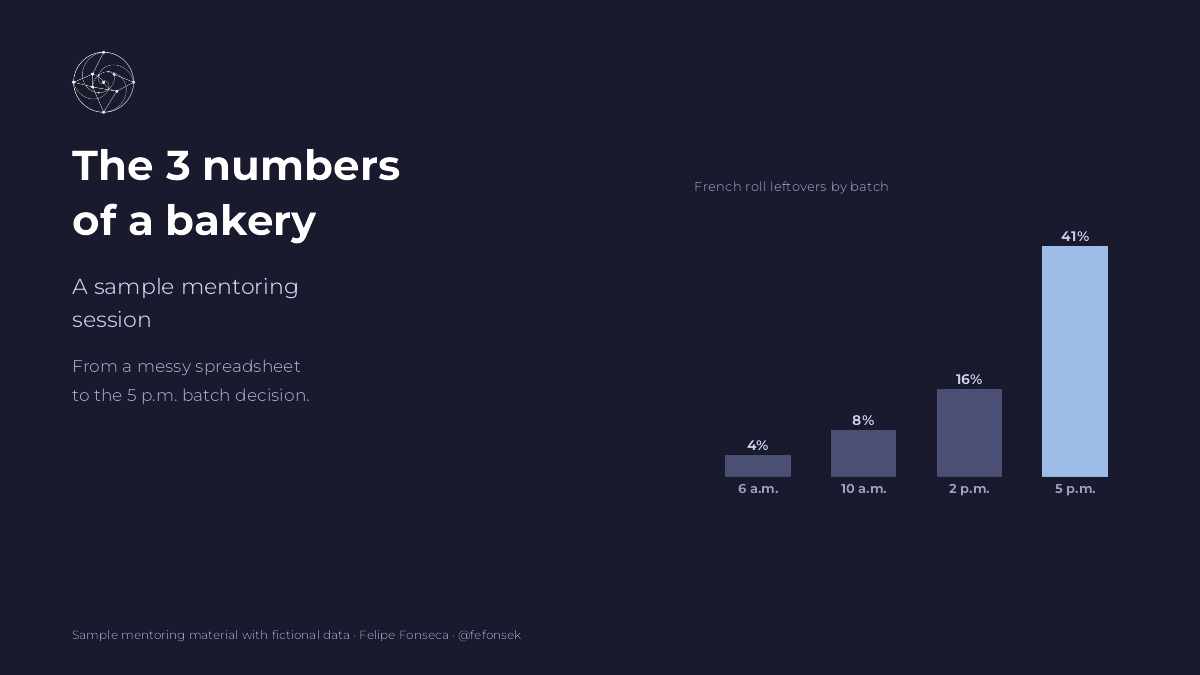 The 3 numbers
of a bakery
A sample mentoring
session
From a messy spreadsheet
to the 5 p.m. batch decision.
French roll leftovers by batch
4%
8%
16%
41%
6 a.m.
10 a.m.
2 p.m.
5 p.m.
Sample mentoring material with fictional data · Felipe Fonseca · @fefonsek